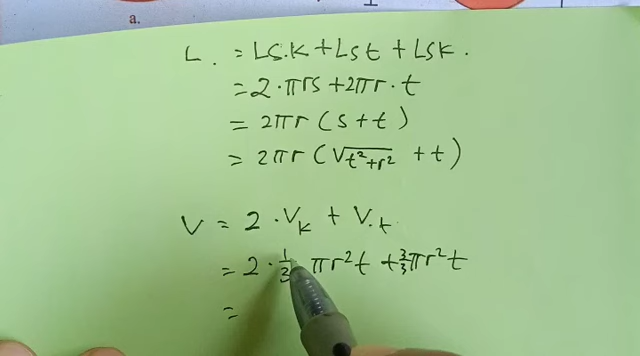 a.
L. = LS.K + LST + LSK.
= 2 · πrs + 2πr · t
= 2πr (s + t)
= 2πr (√t²+r² + t)
V = 2 · Vₖ + V.ₜ
= 2 · 1/3 πr²t + 3/3 πr²t
=